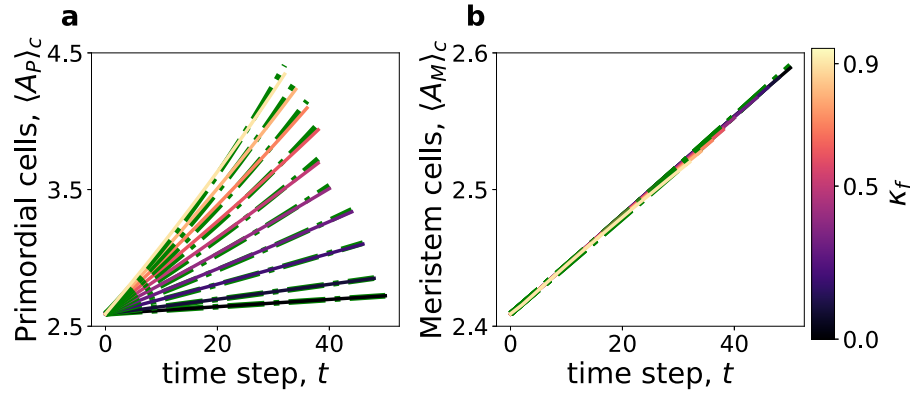 a
b
4.5
3.5
2.5
Primordial cells, ⟨A_P⟩_c
0
20
40
time step, t
2.6
2.5
2.4
Meristem cells, ⟨A_M⟩_c
0
20
40
time step, t
0.9
0.5
0.0
κ_f